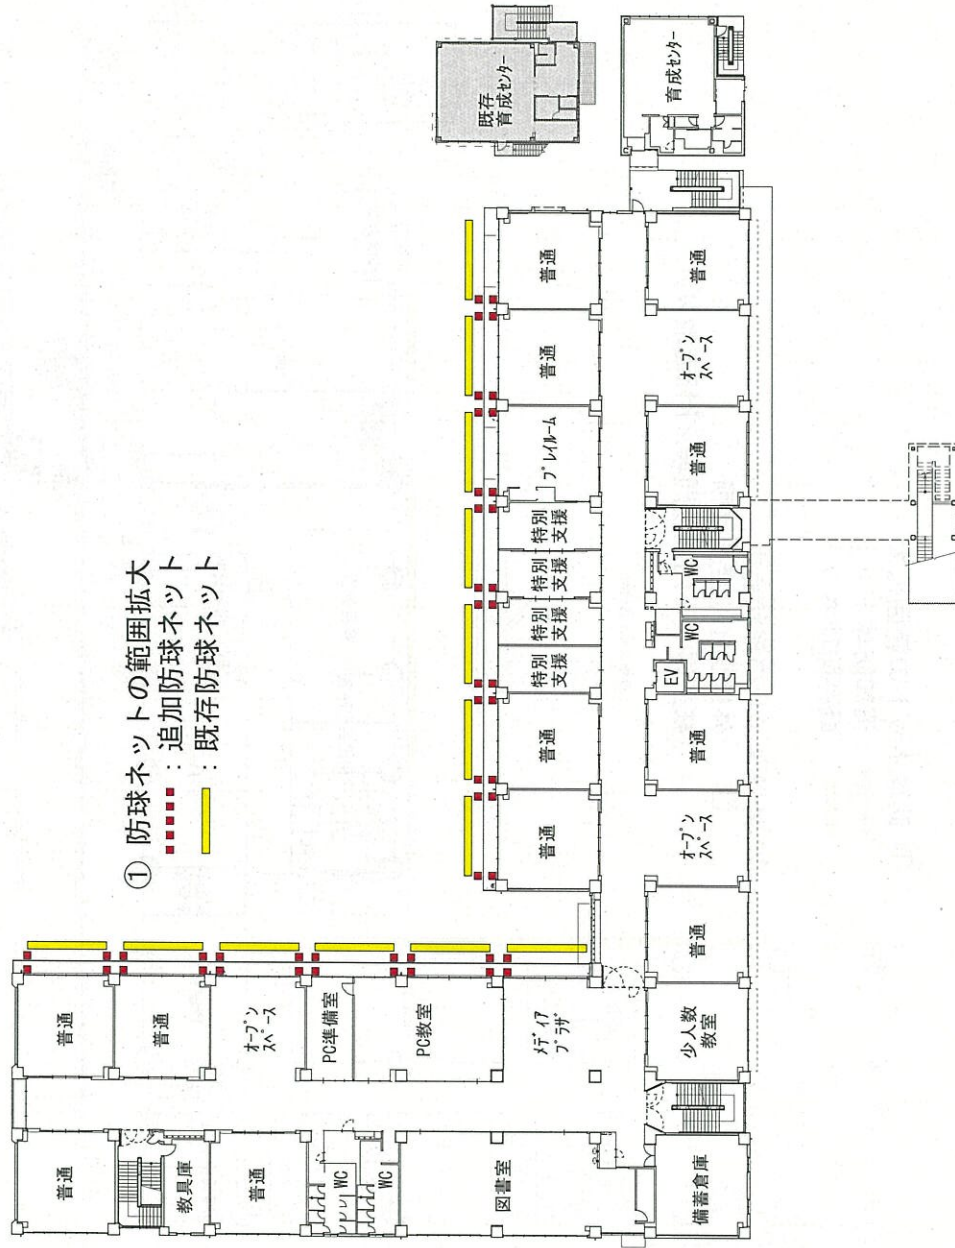 ① 防球ネットの範囲拡大
：追加防球ネット
：既存防球ネット
既存
育成センター
育成センター
普通
普通
プレイルーム
特別
支援
特別
支援
特別
支援
特別
支援
普通
普通
普通
オープン
スペース
普通
WC
WC
EV
普通
オープン
スペース
普通
少人数
教室
普通
普通
オープン
スペース
PC準備室
PC教室
メディア
プラザ
普通
教具庫
普通
WC
WC
図書室
備蓄倉庫